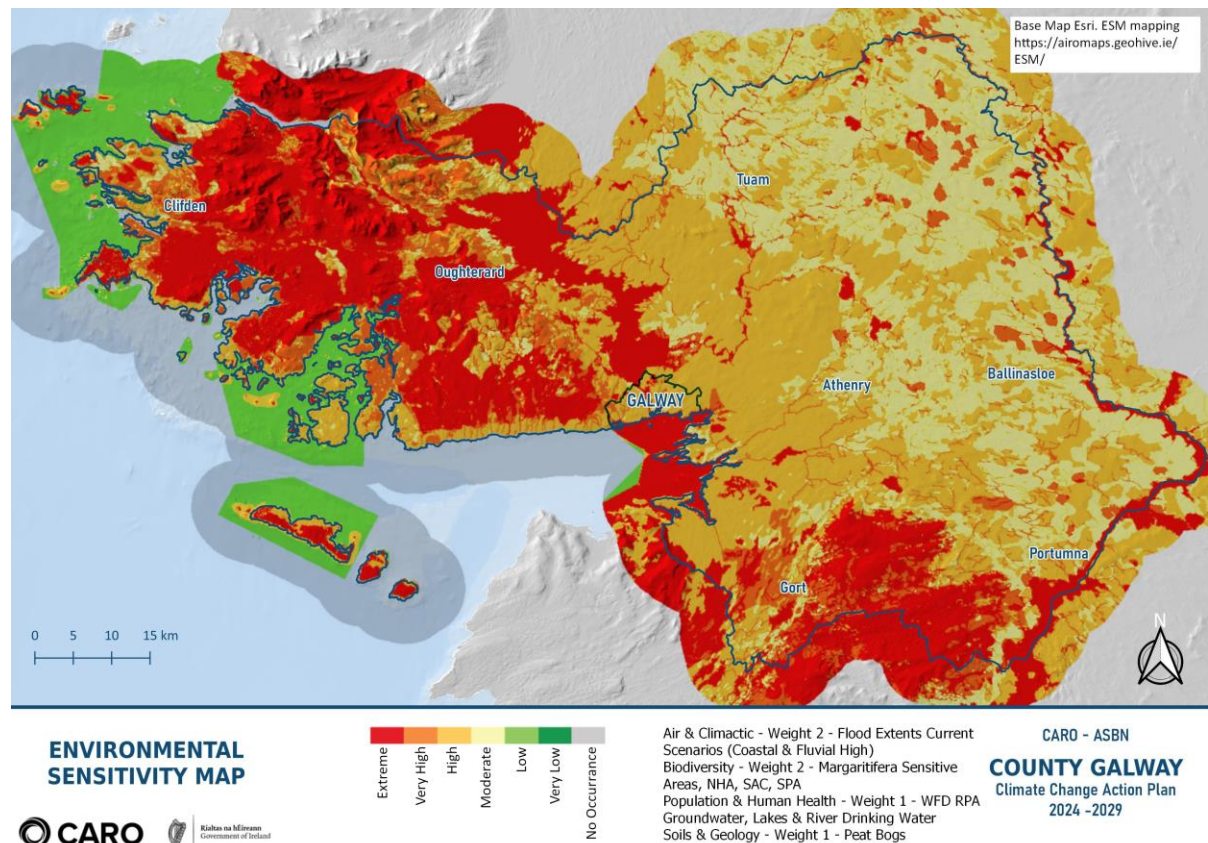 Base Map Esri. ESM mapping
https://airomaps.geohive.ie/
ESM/
Tuam
Clifden
Oughterard
Ballinasloe
Athenry
GALWAY
Portumna
Gort
N
0 5 10 15 km
ENVIRONMENTAL
SENSITIVITY MAP
Extreme
Very High
High
Moderate
Low
Very Low
No Occurrance
Air & Climactic - Weight 2 - Flood Extents Current
Scenarios (Coastal & Fluvial High)
Biodiversity - Weight 2 - Margaritifera Sensitive
Areas, NHA, SAC, SPA
Population & Human Health - Weight 1 - WFD RPA
Groundwater, Lakes & River Drinking Water
Soils & Geology - Weight 1 - Peat Bogs
CARO - ASBN
COUNTY GALWAY
Climate Change Action Plan
2024 -2029
CARO
Rialtas na hÉireann
Government of Ireland